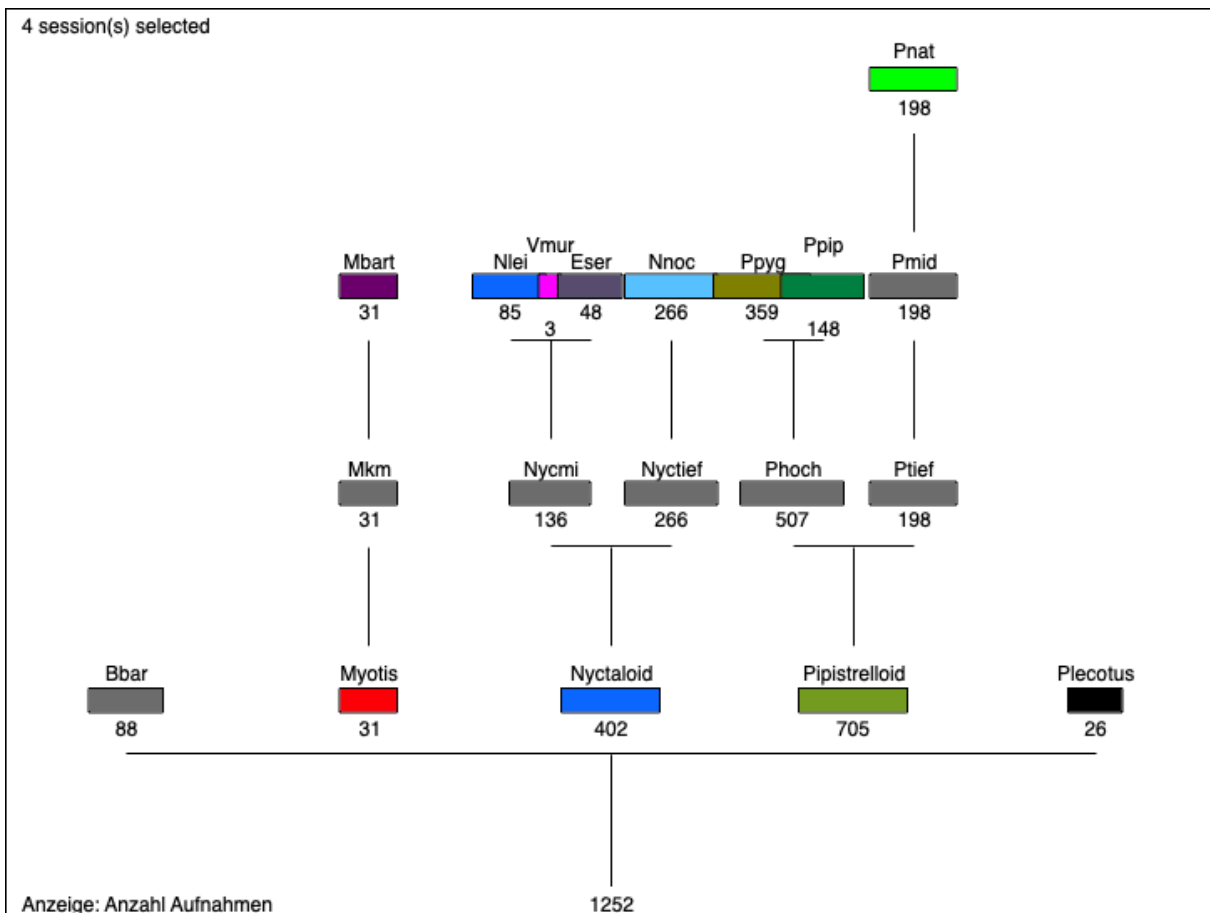 4 session(s) selected
Pnat
198
Vmur Ppip
Mbart Nlei Eser Nnoc Ppyg Pmid
31 85 48 266 359 198
3 148
Mkm Nycmi Nyctief Phoch Ptief
31 136 266 507 198
Bbar Myotis Nyctaloid Pipistrelloid Plecotus
88 31 402 705 26
Anzeige: Anzahl Aufnahmen 1252